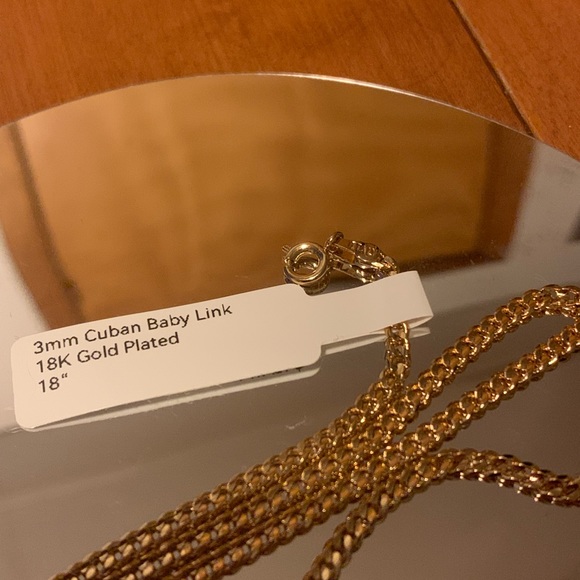 3mm Cuban Baby Link
18K Gold Plated
18“